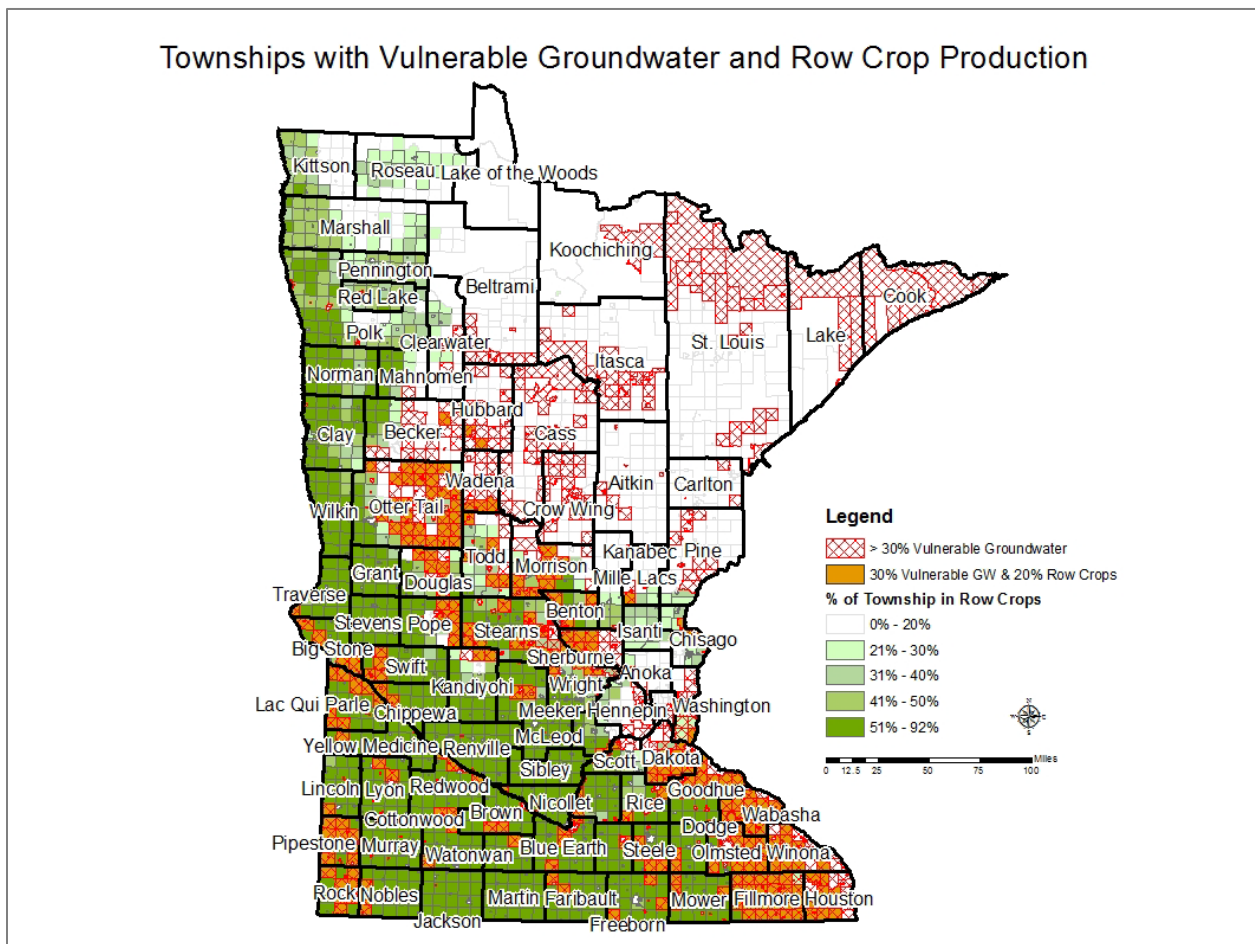 Townships with Vulnerable Groundwater and Row Crop Production
Kittson
Roseau
Lake of the Woods
Marshall
Koochiching
Pennington
Red Lake
Beltrami
Cook
Polk
Clearwater
St. Louis
Lake
Itasca
Norman
Mahnomen
Hubbard
Cass
Clay
Becker
Wadena
Aitkin
Carlton
Otter Tail
Crow Wing
Wilkin
Todd
Morrison
Kanabec
Pine
Mille Lacs
Grant
Douglas
Traverse
Stevens
Pope
Stearns
Benton
Isanti
Chisago
Big Stone
Swift
Sherburne
Anoka
Kandiyohi
Wright
Lac Qui Parle
Chippewa
Meeker
Hennepin
Washington
McLeod
Yellow Medicine
Renville
Scott
Dakota
Sibley
Lincoln
Lyon
Redwood
Nicollet
Rice
Goodhue
Cottonwood
Brown
Wabasha
Dodge
Pipestone
Murray
Watonwan
Blue Earth
Steele
Olmsted
Winona
Rock
Nobles
Martin
Faribault
Mower
Fillmore
Houston
Jackson
Freeborn
Legend
> 30% Vulnerable Groundwater
30% Vulnerable GW & 20% Row Crops
% of Township in Row Crops
0% - 20%
21% - 30%
31% - 40%
41% - 50%
51% - 92%
Miles
0 12.5 25 50 75 100